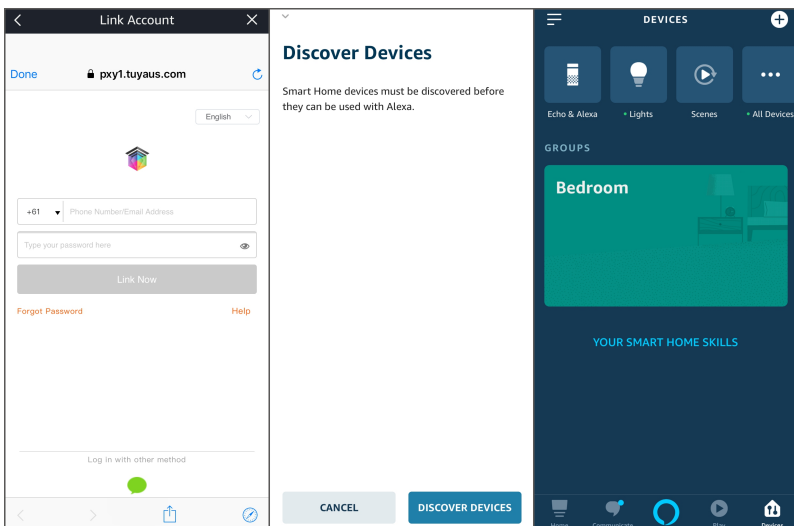 Link Account
Done
pxy1.tuyaus.com
English
+61
Phone Number/Email Address
Type your password here
Link Now
Forgot Password
Help
Log in with other method
Discover Devices
Smart Home devices must be discovered before
they can be used with Alexa.
CANCEL
DISCOVER DEVICES
DEVICES
Echo & Alexa
• Lights
Scenes
• All Devices
GROUPS
Bedroom
YOUR SMART HOME SKILLS
Home
Communicate
Play
Devices